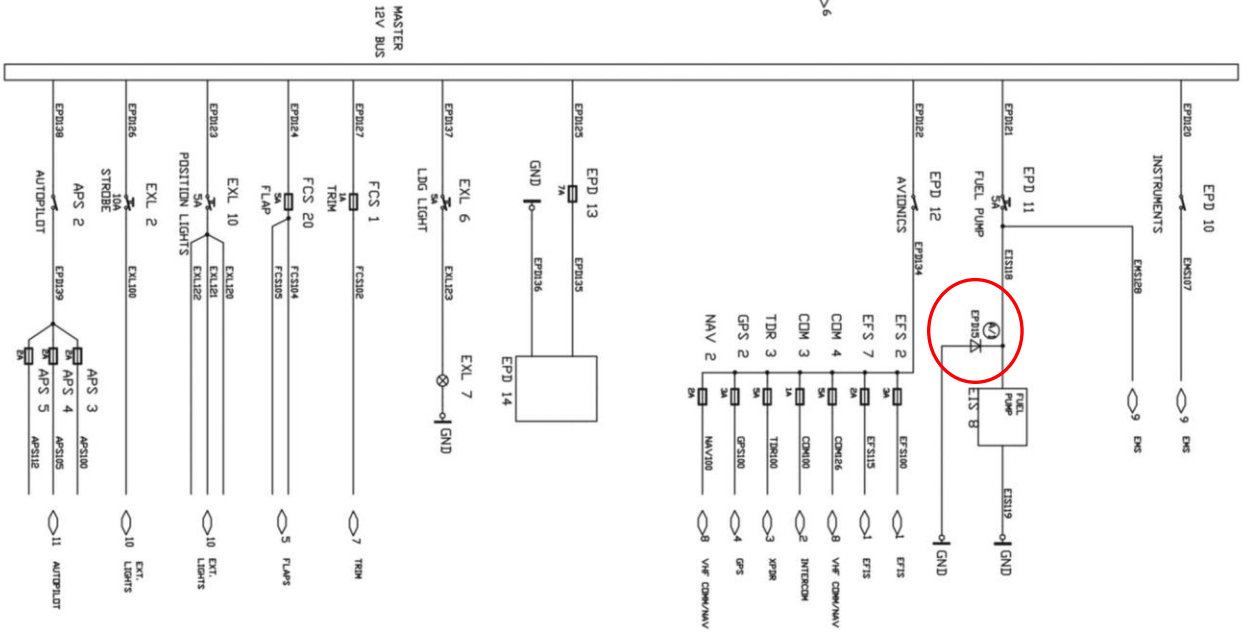 6
MASTER
12V BUS
EPD138
EPD126
EPD123
EPD124
EPD127
EPD137
EPD125
EPD122
EPD121
EPD120
APS 2
AUTOPILOT
EXL 2
10A
STROBE
EXL 10
5A
POSITION LIGHTS
FCS 20
5A
FLAP
FCS 1
1A
TRIM
EXL 6
5A
LDG LIGHT
GND
EPD 13
7A
EPD 12
AVIONICS
EPD 11
5A
FUEL PUMP
EPD 10
INSTRUMENTS
EPD139
EXL100
EXL122
EXL121
EXL120
FCS105
FCS104
FCS102
EXL123
EPD136
EPD135
EPD134
EIS118
EMS128
EMS107
A/1
EPD15
2A
APS 5
2A
APS 4
2A
APS 3
EXL 7
GND
EPD 14
NAV 2
GPS 2
TDR 3
COM 3
COM 4
EFS 7
EFS 2
2A
3A
5A
1A
5A
2A
3A
FUEL
PUMP
EIS 8
APS112
APS105
APS100
NAV100
GPS100
TDR100
COM100
COM126
EFS115
EFS100
EIS119
GND
GND
9 EMS
9 EMS
11 AUTOPILOT
10 EXT.
LIGHTS
10 EXT.
LIGHTS
5 FLAPS
7 TRIM
8 VHF COMM/NAV
4 GPS
3 XPDR
2 INTERCOM
8 VHF COMM/NAV
1 EFIS
1 EFIS